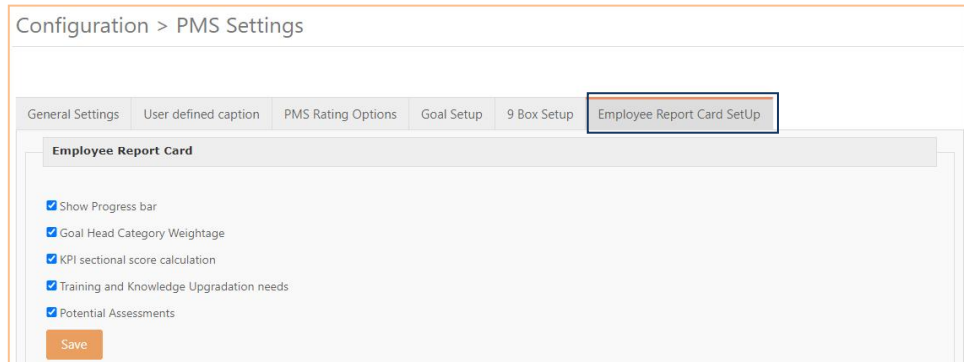 Configuration > PMS Settings
General Settings User defined caption PMS Rating Options Goal Setup 9 Box Setup Employee Report Card SetUp
Employee Report Card
Show Progress bar
Goal Head Category Weightage
KPI sectional score calculation
Training and Knowledge Upgradation needs
Potential Assessments
Save